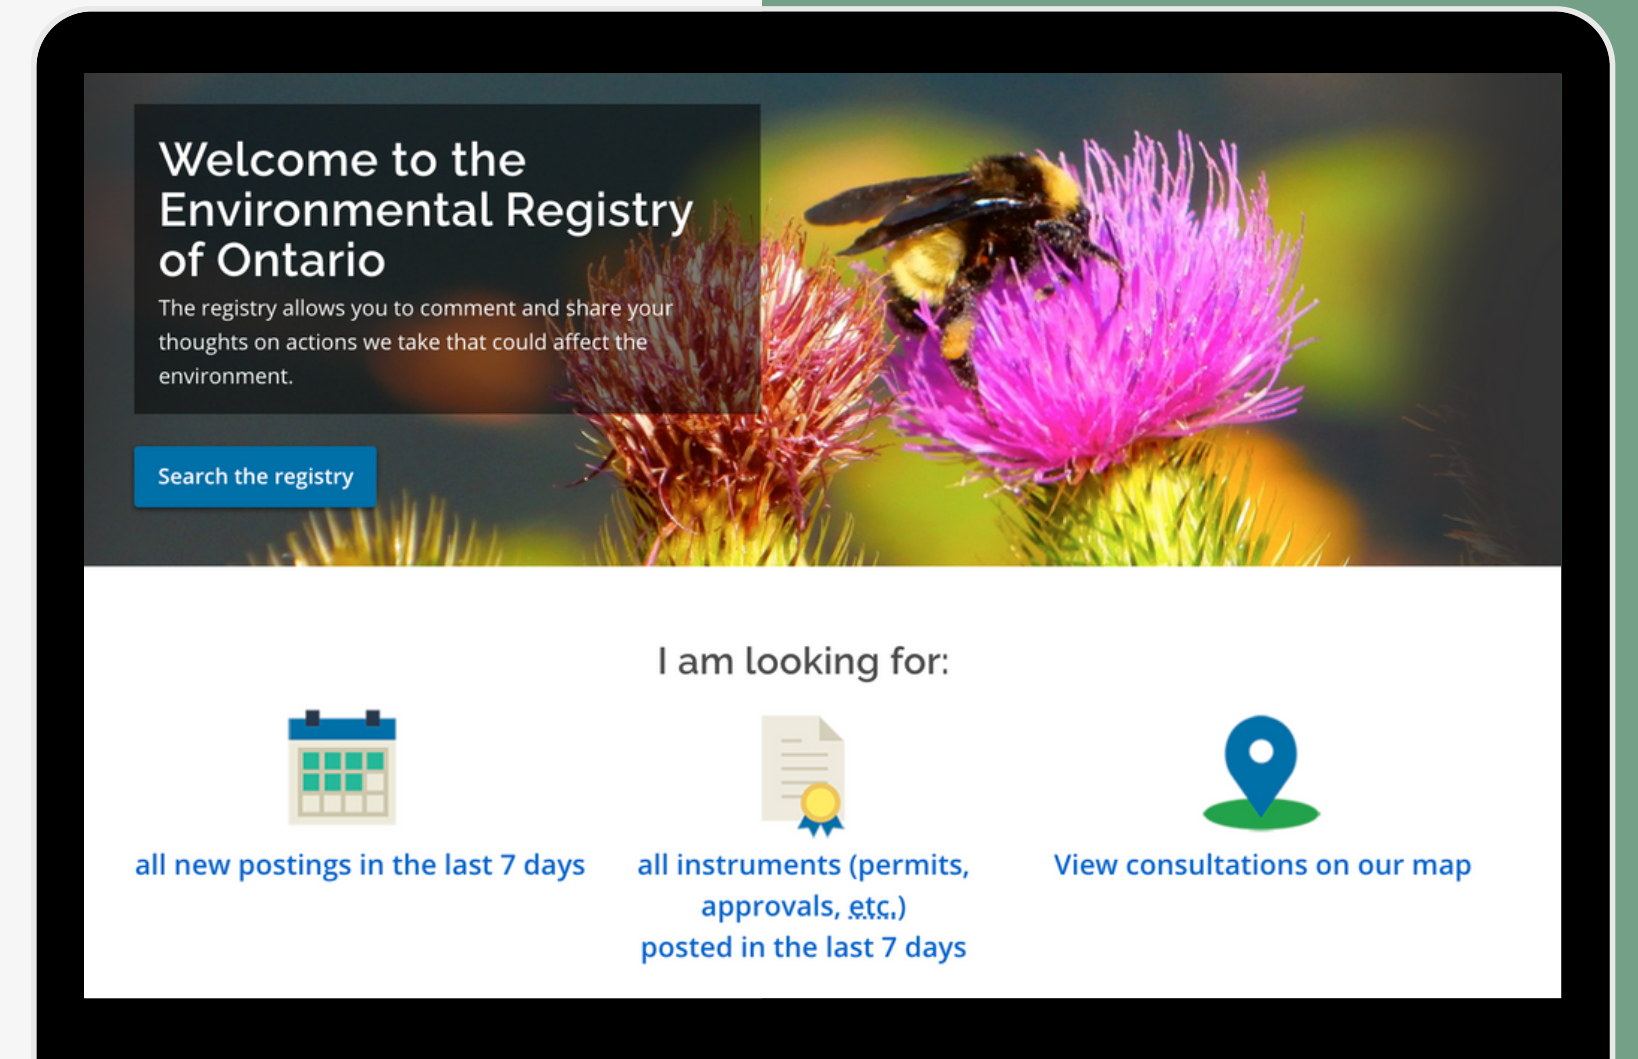 Welcome to the
Environmental Registry
of Ontario
The registry allows you to comment and share your
thoughts on actions we take that could affect the
environment.
Search the registry
I am looking for:
all new postings in the last 7 days
all instruments (permits,
approvals, etc.)
posted in the last 7 days
View consultations on our map